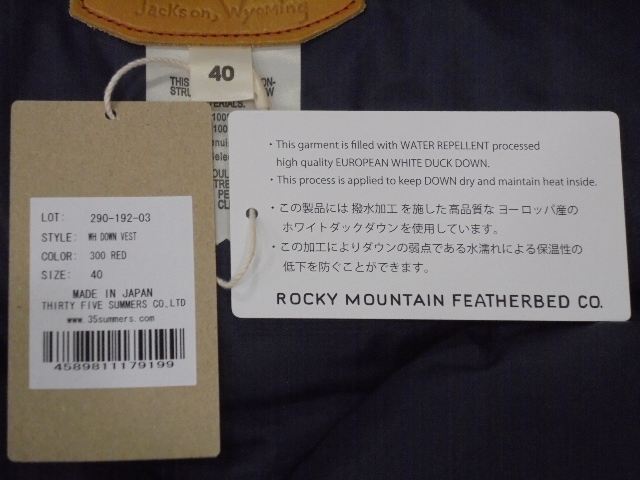 Jackson, Wyoming
40
THIS
ON-
STRU
EW
MATERIALS.
100
LOT: 290-192-03
STYLE: WH DOWN VEST
COLOR: 300 RED
SIZE: 40
MADE IN JAPAN
THIRTY FIVE SUMMERS CO.LTD
www.35summers.com
4589811179199
・This garment is filled with WATER REPELLENT processed
high quality EUROPEAN WHITE DUCK DOWN.
・This process is applied to keep DOWN dry and maintain heat inside.
・この製品には 撥水加工 を施した高品質な ヨーロッパ産の
ホワイトダックダウンを使用しています。
・この加工によりダウンの弱点である水濡れによる保温性の
低下を防ぐことができます。
ROCKY MOUNTAIN FEATHERBED CO.